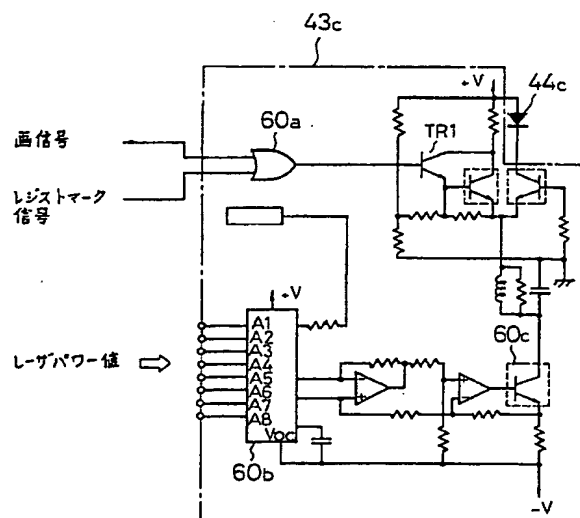 43c
+V
44c
画信号
60a
TR1
レジストマーク
信号
+V
60c
レーザパワー値
A1
A2
A3
A4
A5
A6
A7
A8
VOC
60b
-V